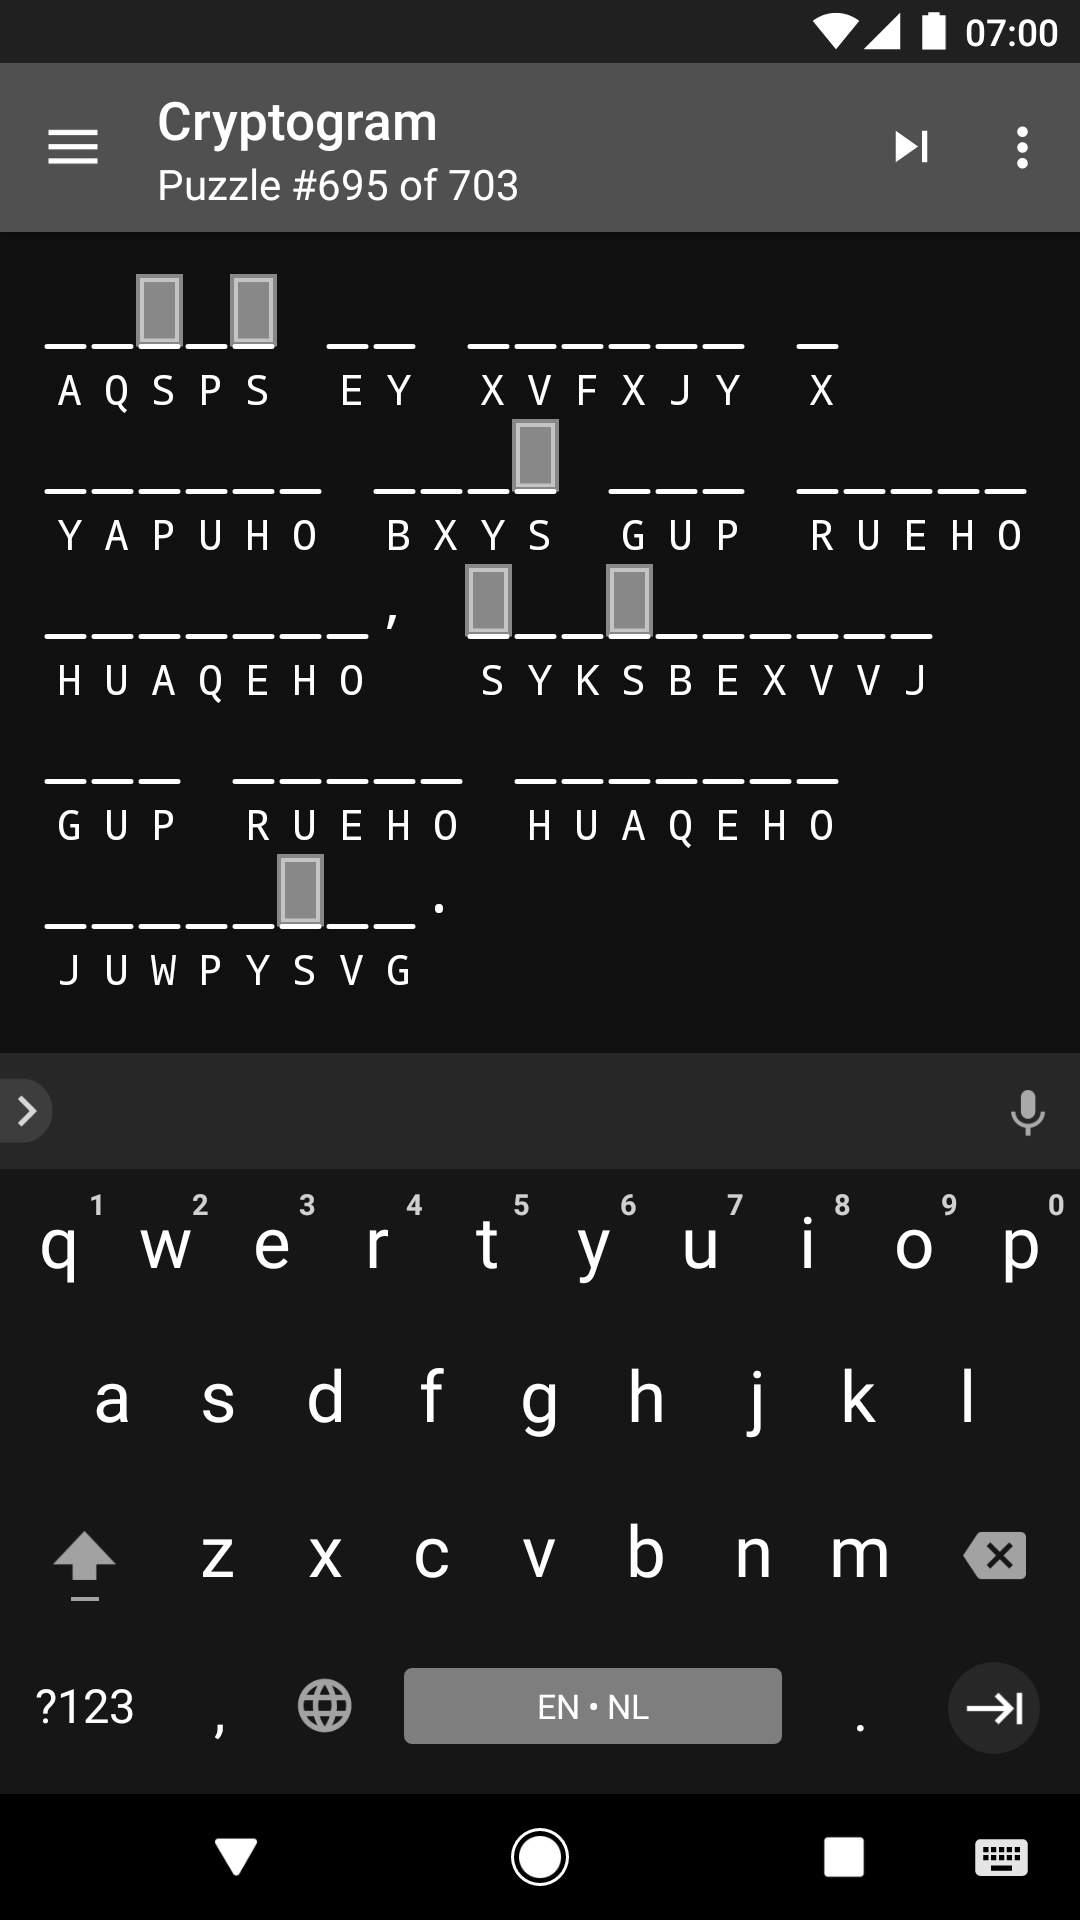 07:00
Cryptogram
Puzzle #695 of 703
A Q S P S E Y X V F X J Y X
Y A P U H O B X Y S G U P R U E H O
,
H U A Q E H O S Y K S B E X V V J
G U P R U E H O H U A Q E H O
.
J U W P Y S V G
1 2 3 4 5 6 7 8 9 0
q w e r t y u i o p
a s d f g h j k l
z x c v b n m
?123 , EN • NL .